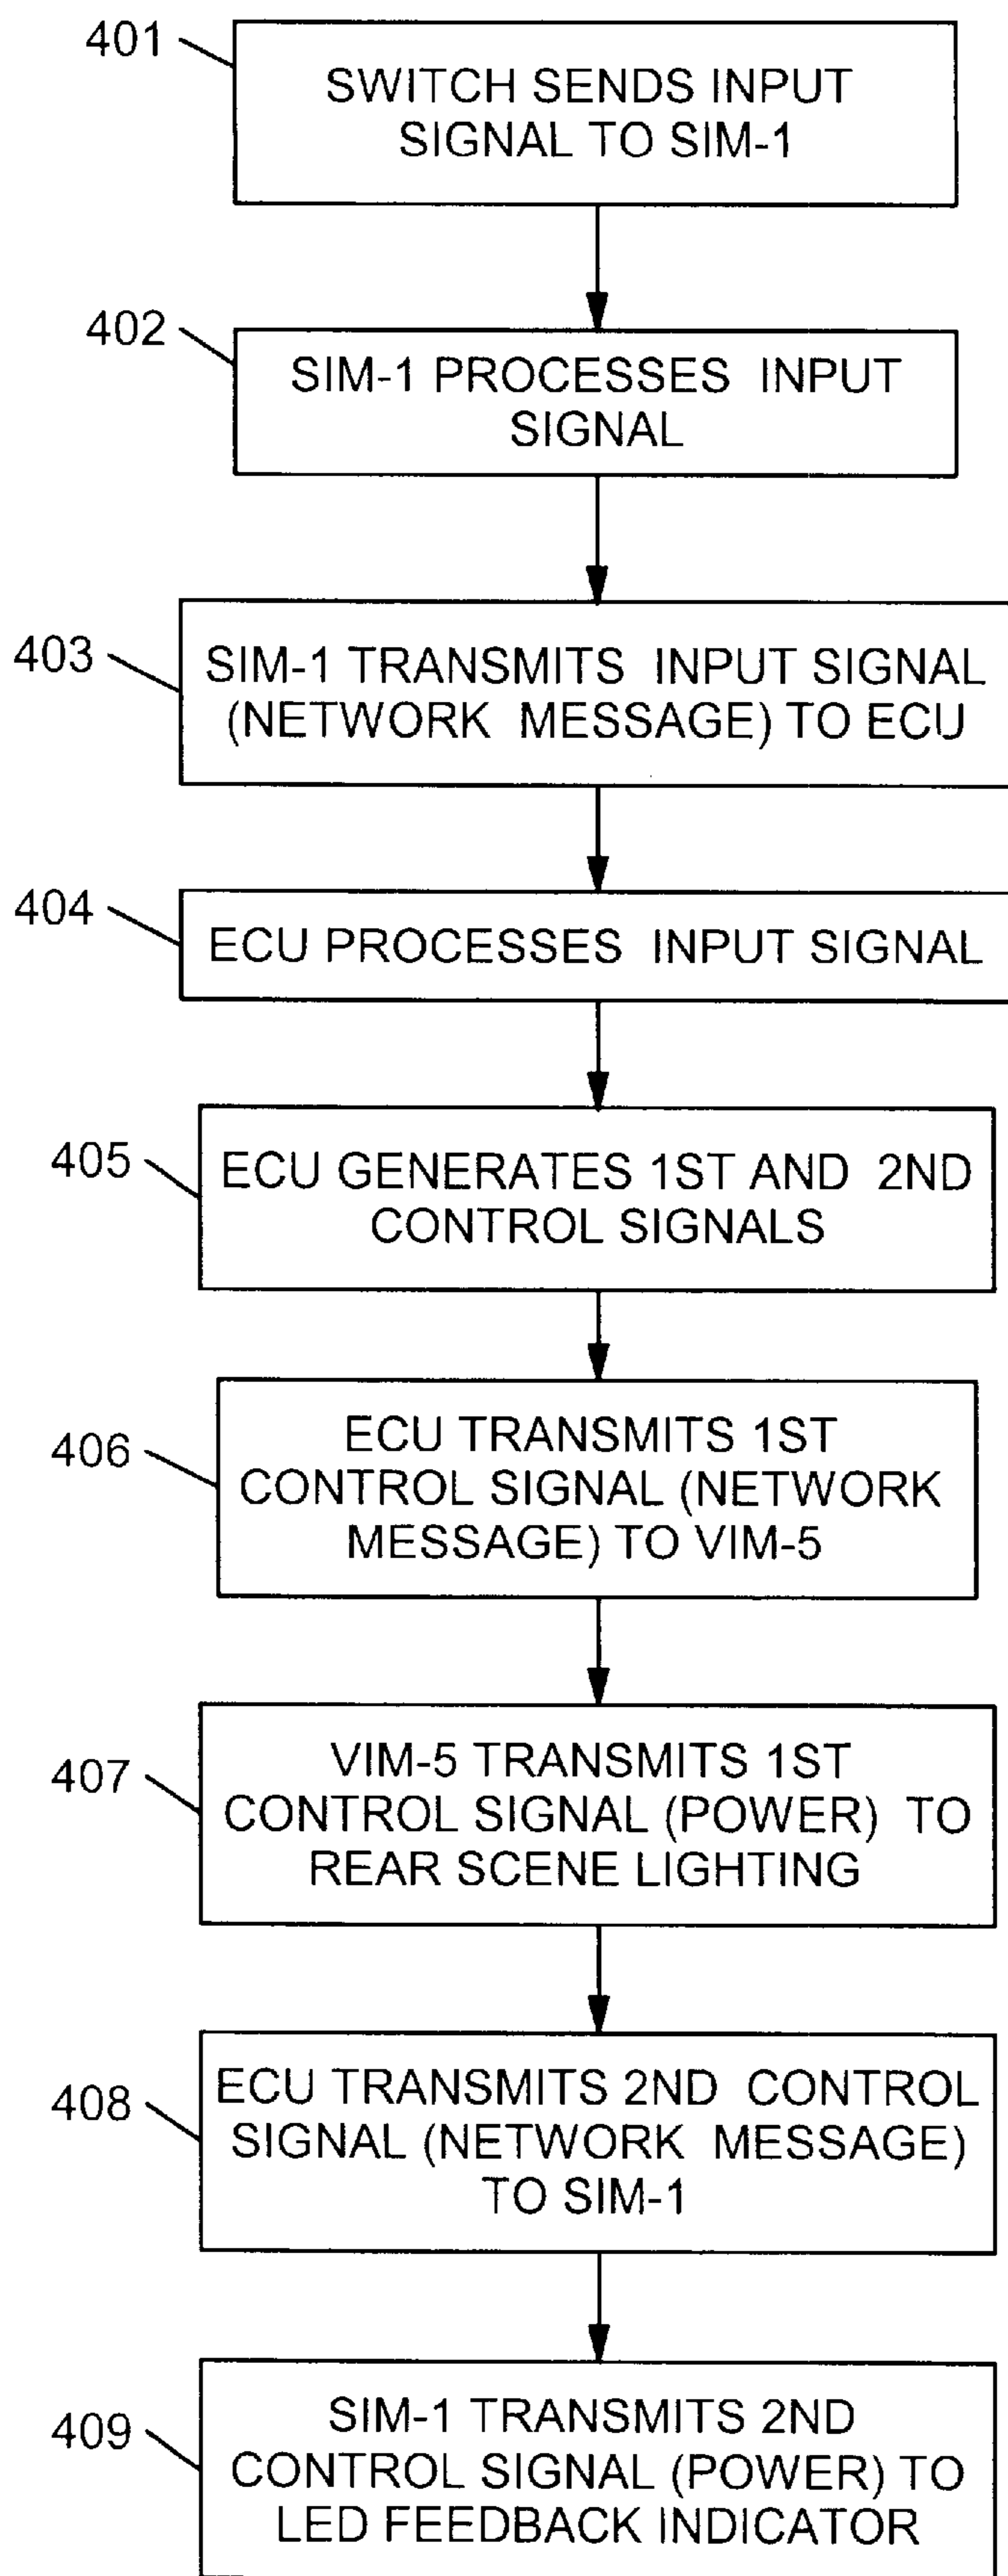 401
SWITCH SENDS INPUT
SIGNAL TO SIM-1
402
SIM-1 PROCESSES INPUT
SIGNAL
403
SIM-1 TRANSMITS INPUT SIGNAL
(NETWORK MESSAGE) TO ECU
404
ECU PROCESSES INPUT SIGNAL
405
ECU GENERATES 1ST AND 2ND
CONTROL SIGNALS
406
ECU TRANSMITS 1ST
CONTROL SIGNAL (NETWORK
MESSAGE) TO VIM-5
407
VIM-5 TRANSMITS 1ST
CONTROL SIGNAL (POWER) TO
REAR SCENE LIGHTING
408
ECU TRANSMITS 2ND CONTROL
SIGNAL (NETWORK MESSAGE)
TO SIM-1
409
SIM-1 TRANSMITS 2ND
CONTROL SIGNAL (POWER) TO
LED FEEDBACK INDICATOR